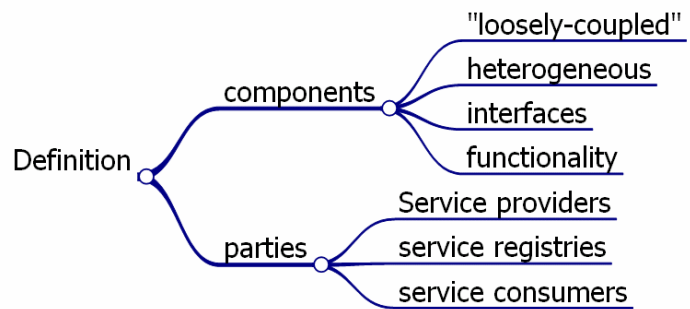 Definition
components
"loosely-coupled"
heterogeneous
interfaces
functionality
parties
Service providers
service registries
service consumers